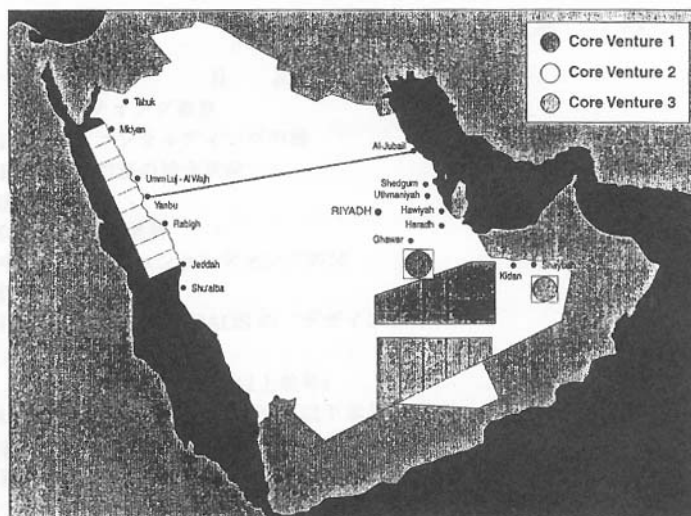 Core Venture 1
Core Venture 2
Core Venture 3
Tabuk
Midyan
Al-Jubail
Umm Luj - Al Wajh
Shedgum
Uthmaniyah
Yanbu
RIYADH
Hawiyah
Rabigh
Haradh
Ghawar
Jeddah
Kidan
Shaybah
Shu'aiba